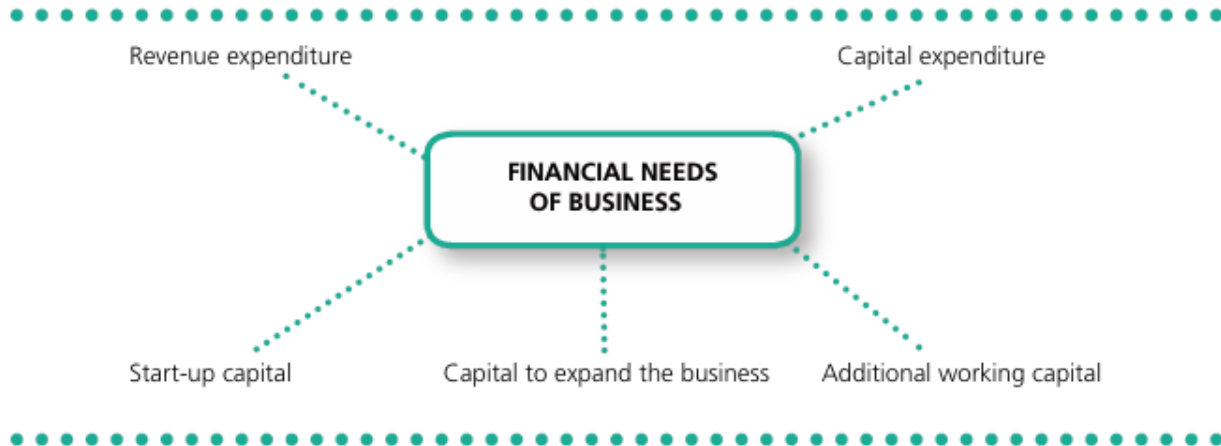 Revenue expenditure
Capital expenditure
FINANCIAL NEEDS
OF BUSINESS
Start-up capital
Capital to expand the business
Additional working capital